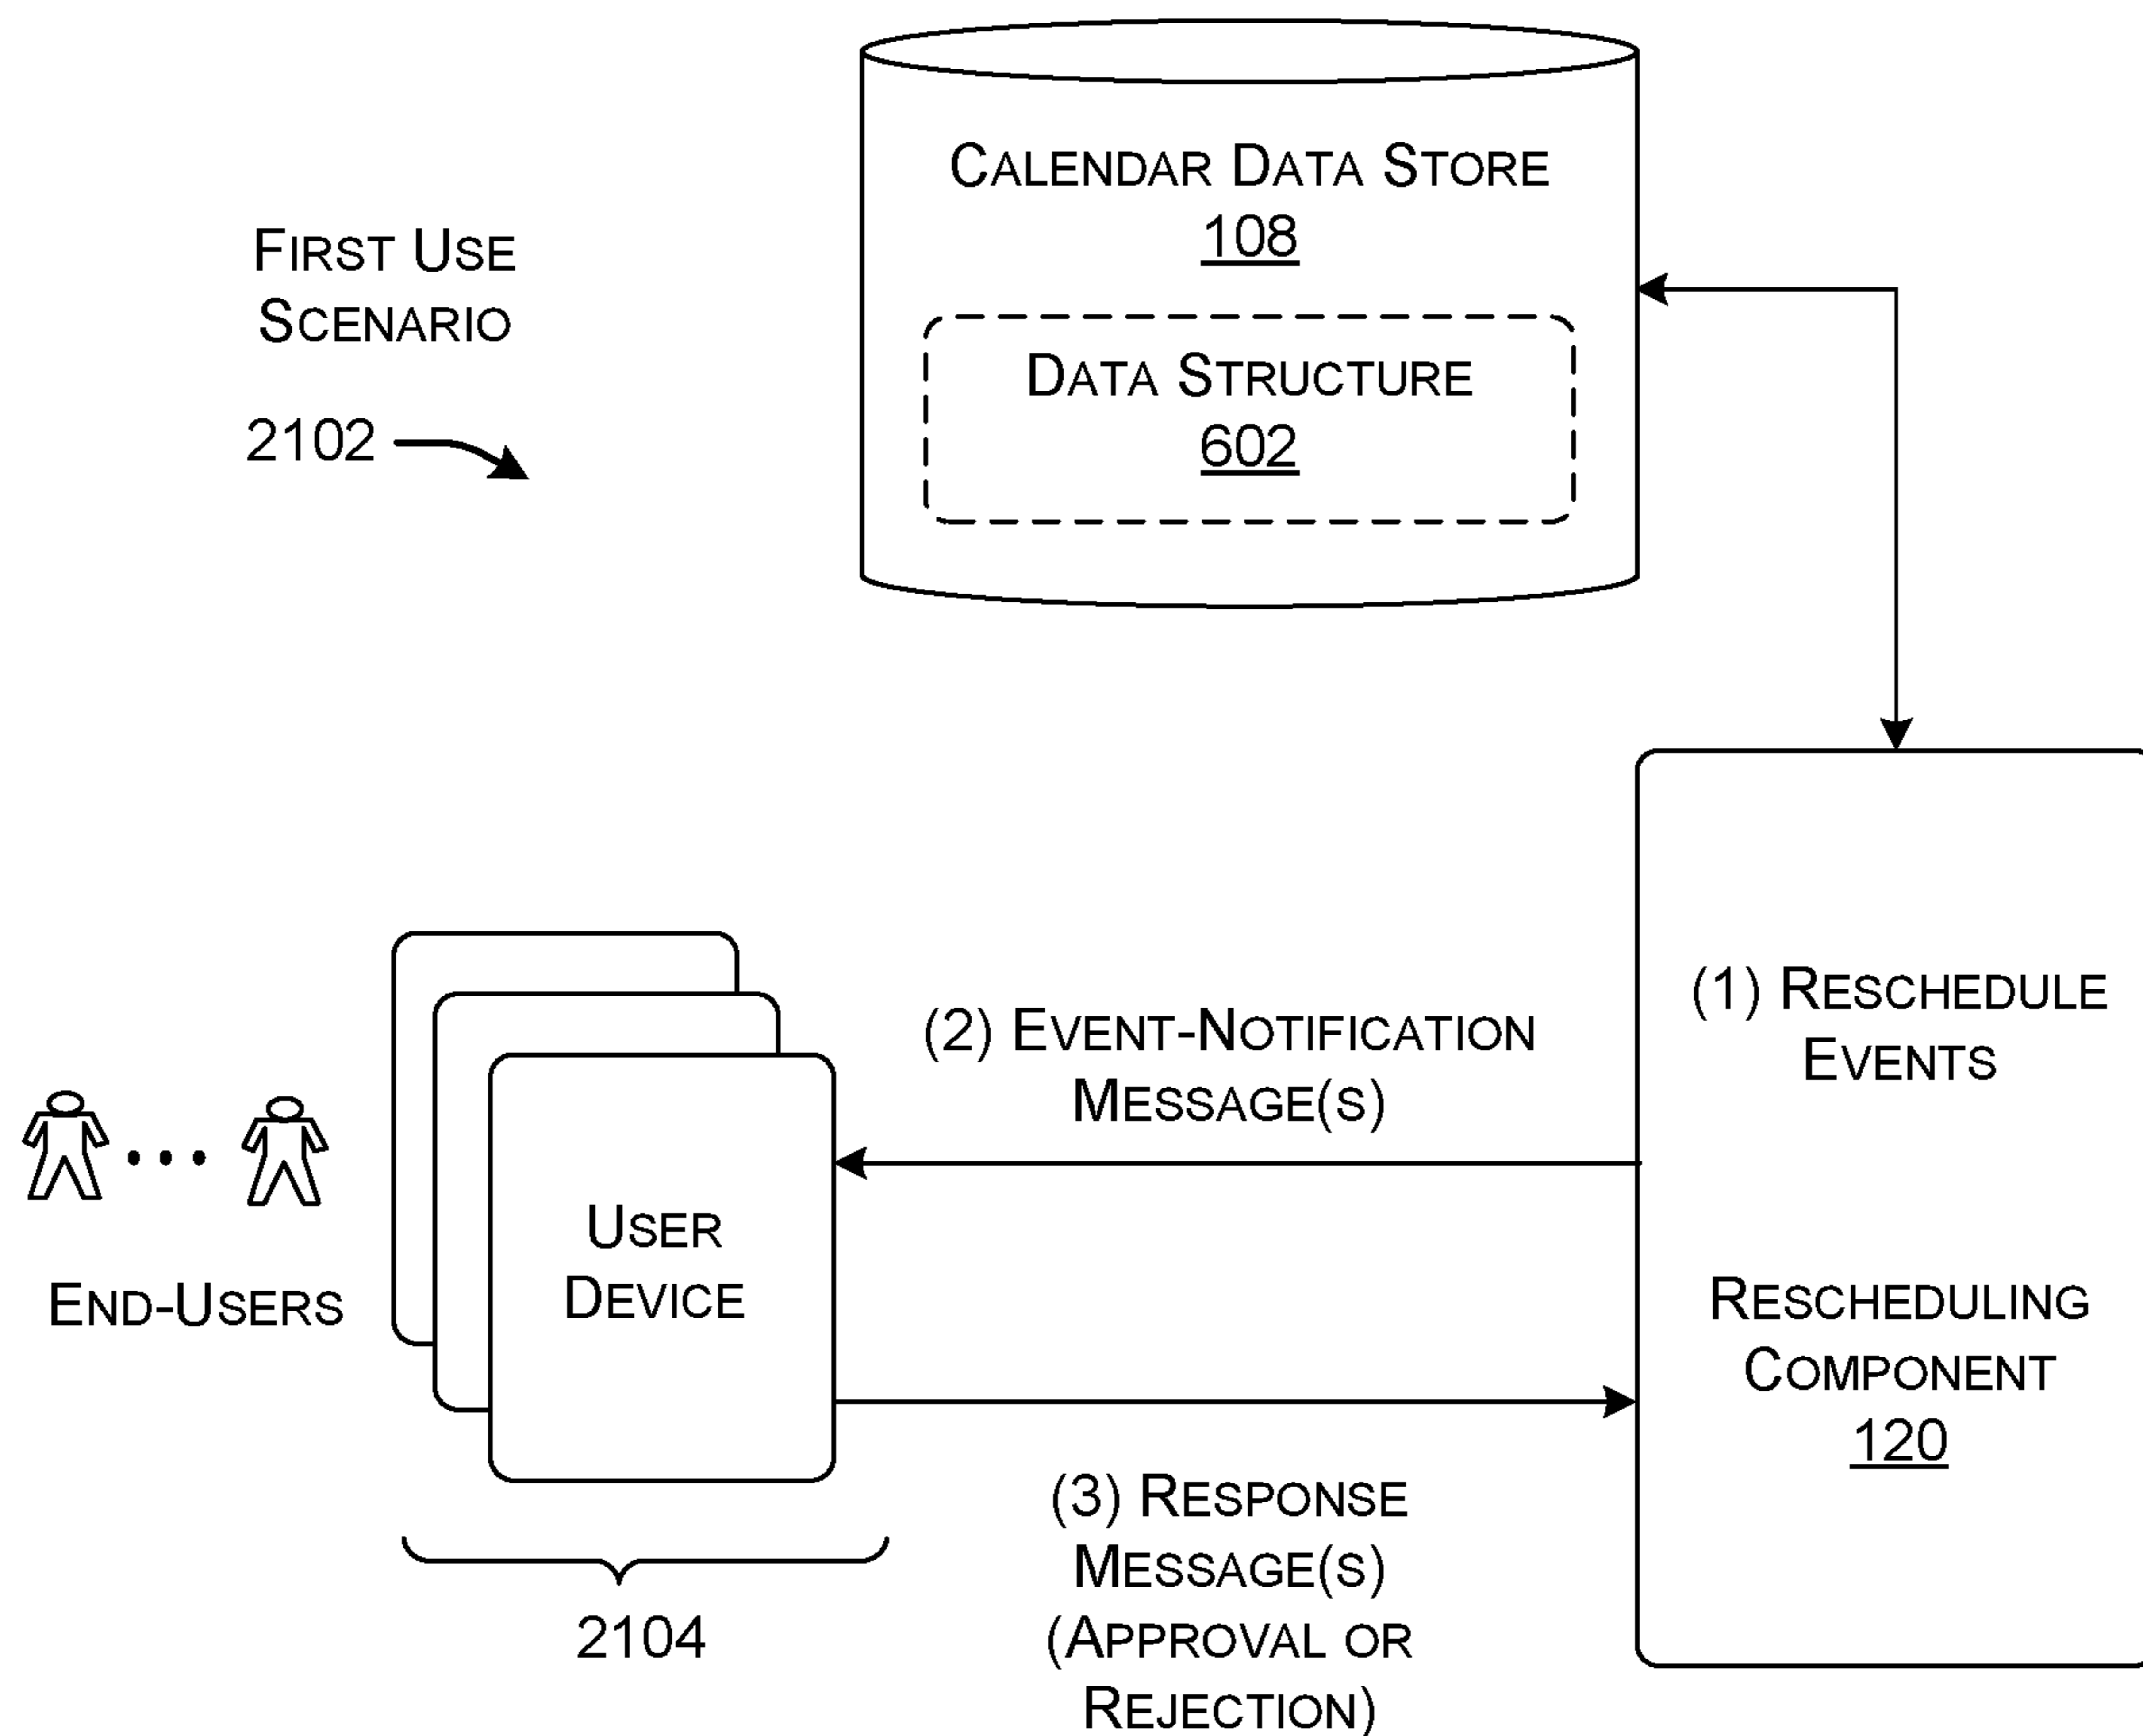 First Use
Scenario
2102
Calendar Data Store
108
Data Structure
602
(1) Reschedule
Events
Rescheduling
Component
120
(2) Event-Notification
Message(s)
User
Device
End-Users
2104
(3) Response
Message(s)
(Approval or
Rejection)